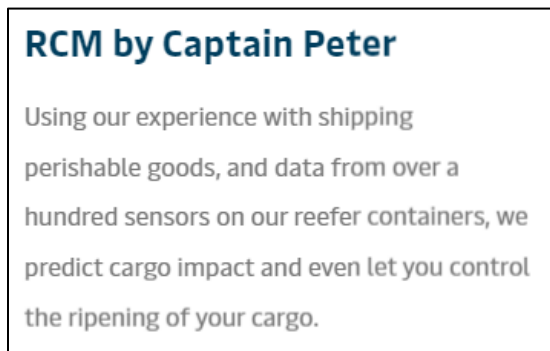 RCM by Captain Peter
Using our experience with shipping
perishable goods, and data from over a
hundred sensors on our reefer containers, we
predict cargo impact and even let you control
the ripening of your cargo.